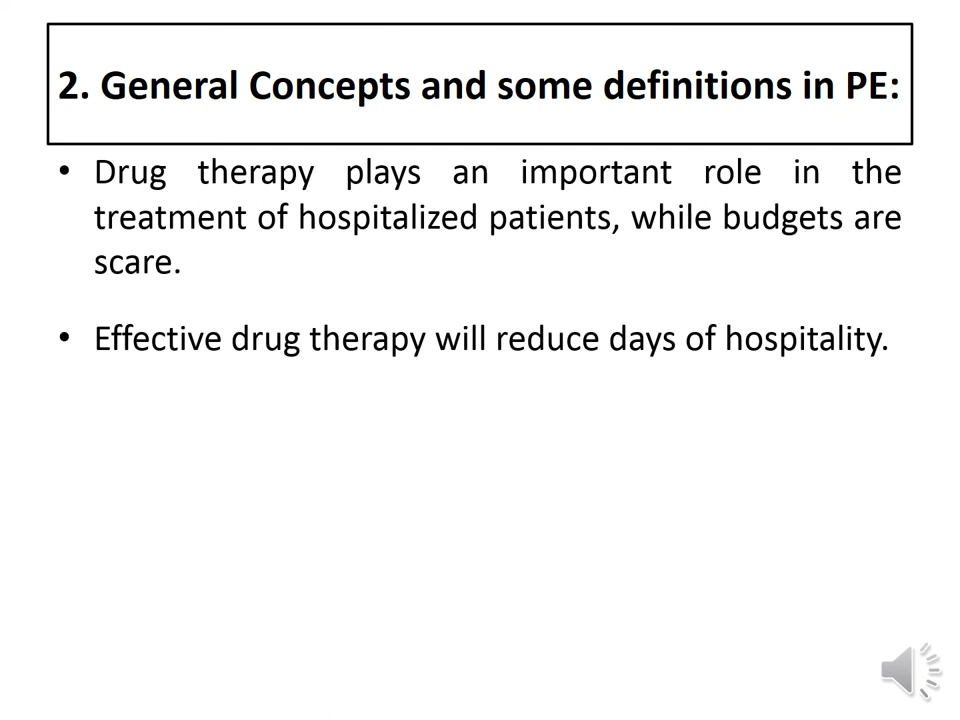 2. General Concepts and some definitions in PE:
• Drug therapy plays an important role in the
treatment of hospitalized patients, while budgets are
scare.
• Effective drug therapy will reduce days of hospitality.